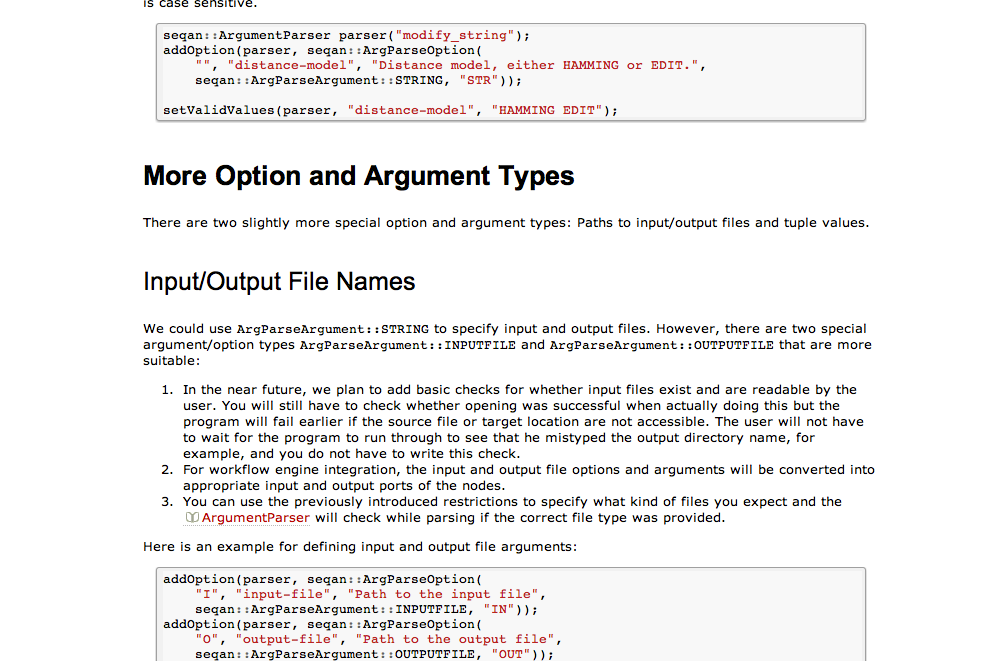 is case sensitive.
seqan::ArgumentParser parser("modify_string");
addOption(parser, seqan::ArgParseOption(
    "", "distance-model", "Distance model, either HAMMING or EDIT.",
    seqan::ArgParseArgument::STRING, "STR"));
setValidValues(parser, "distance-model", "HAMMING EDIT");
More Option and Argument Types
There are two slightly more special option and argument types: Paths to input/output files and tuple values.
Input/Output File Names
We could use ArgParseArgument::STRING to specify input and output files. However, there are two special
argument/option types ArgParseArgument::INPUTFILE and ArgParseArgument::OUTPUTFILE that are more
suitable:
1. In the near future, we plan to add basic checks for whether input files exist and are readable by the
user. You will still have to check whether opening was successful when actually doing this but the
program will fail earlier if the source file or target location are not accessible. The user will not have
to wait for the program to run through to see that he mistyped the output directory name, for
example, and you do not have to write this check.
2. For workflow engine integration, the input and output file options and arguments will be converted into
appropriate input and output ports of the nodes.
3. You can use the previously introduced restrictions to specify what kind of files you expect and the
ArgumentParser will check while parsing if the correct file type was provided.
Here is an example for defining input and output file arguments:
addOption(parser, seqan::ArgParseOption(
    "I", "input-file", "Path to the input file",
    seqan::ArgParseArgument::INPUTFILE, "IN"));
addOption(parser, seqan::ArgParseOption(
    "O", "output-file", "Path to the output file",
    seqan::ArgParseArgument::OUTPUTFILE, "OUT"));